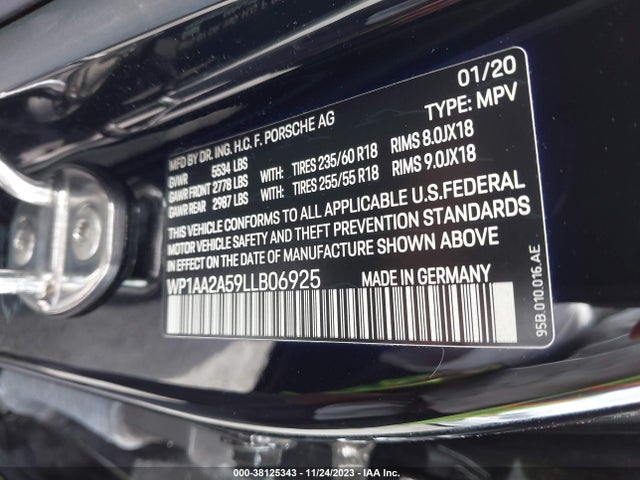 01/20
TYPE: MPV
MFD BY DR. ING. H.C. F. PORSCHE AG
GVWR 5534 LBS
GAWR FRONT 2778 LBS WITH: TIRES 235/60 R18 RIMS 8.0JX18
GAWR REAR 2987 LBS WITH: TIRES 255/55 R18 RIMS 9.0JX18
THIS VEHICLE CONFORMS TO ALL APPLICABLE U.S.FEDERAL
MOTOR VEHICLE SAFETY AND THEFT PREVENTION STANDARDS
IN EFFECT ON THE DATE OF MANUFACTURE SHOWN ABOVE
WP1AA2A59LLB06925 MADE IN GERMANY
95B.010.016.AE
000-38125343 - 11/24/2023 - IAA Inc.